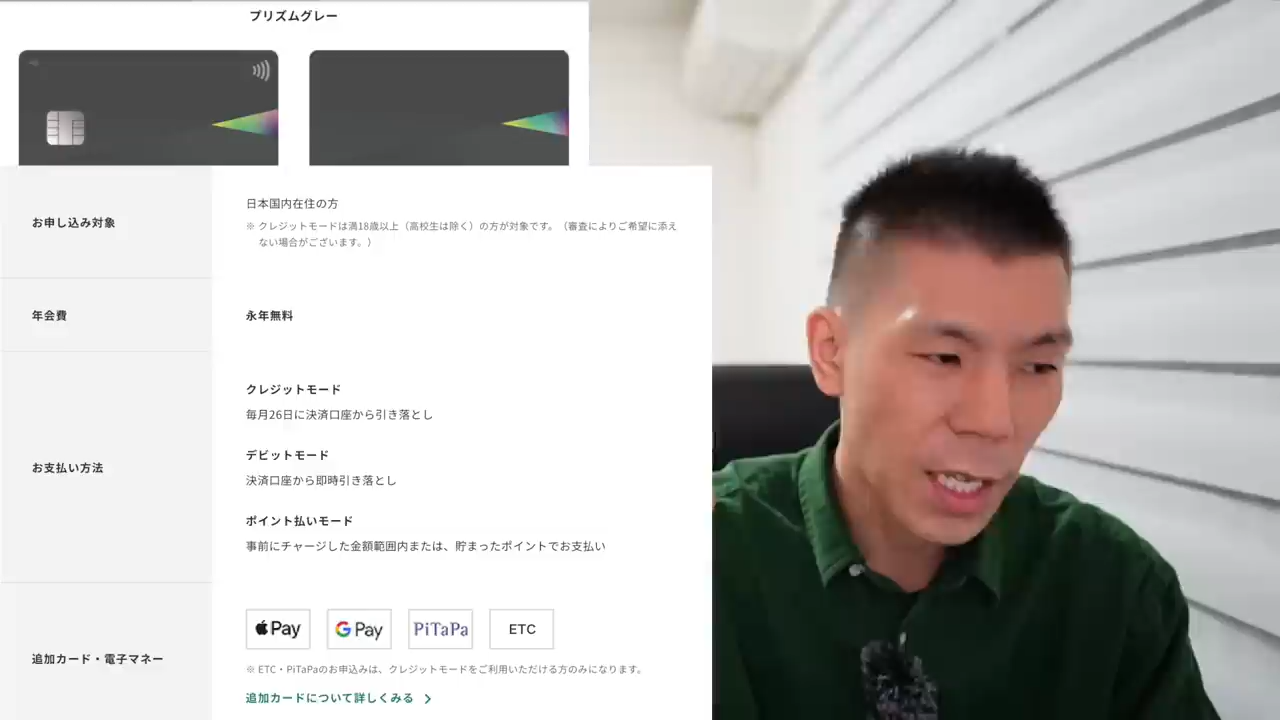 プリズムグレー
お申し込み対象
日本国内在住の方
※ クレジットモードは満18歳以上（高校生は除く）の方が対象です。（審査によりご希望に添え
ない場合がございます。）
年会費
永年無料
お支払い方法
クレジットモード
毎月26日に決済口座から引き落とし
デビットモード
決済口座から即時引き落とし
ポイント払いモード
事前にチャージした金額範囲内または、貯まったポイントでお支払い
追加カード・電子マネー
Pay
G Pay
PiTaPa
ETC
※ ETC・PiTaPaのお申込みは、クレジットモードをご利用いただける方のみになります。
追加カードについて詳しくみる